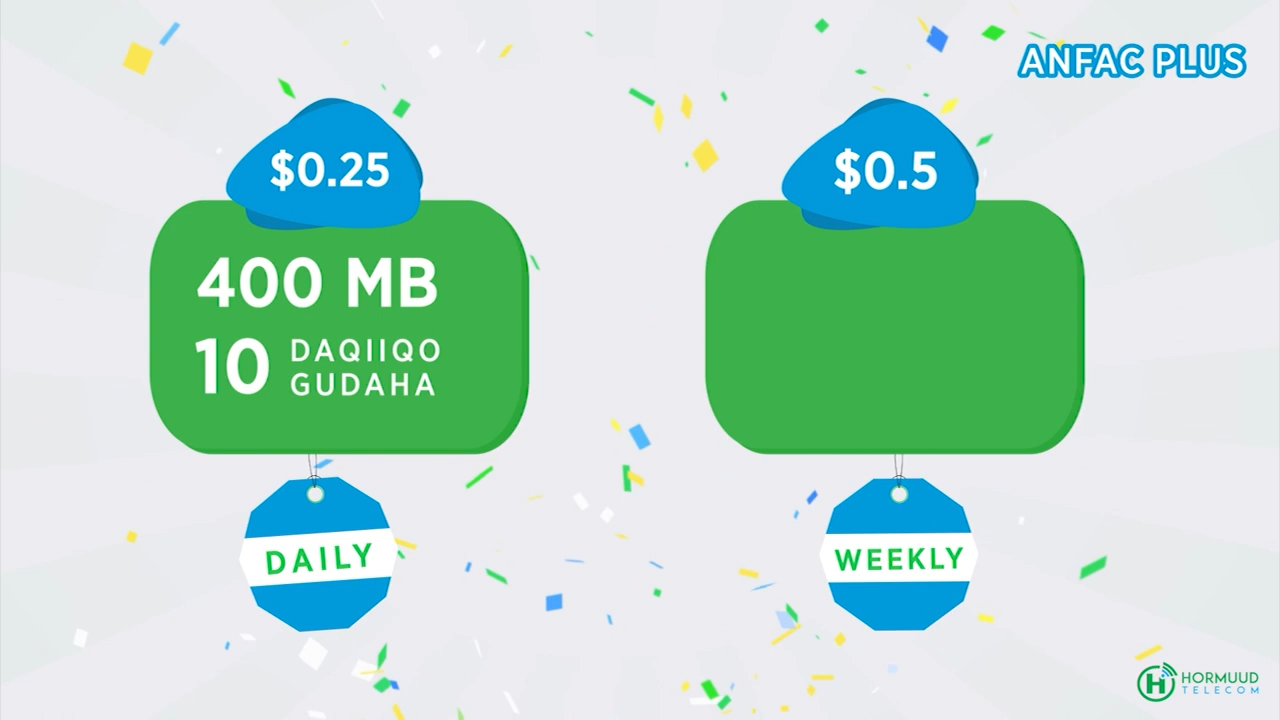 ANFAC PLUS
$0.25
400 MB
10 DAQIIQO
GUDAHA
DAILY
$0.5
WEEKLY
HORMUUD
TELECOM